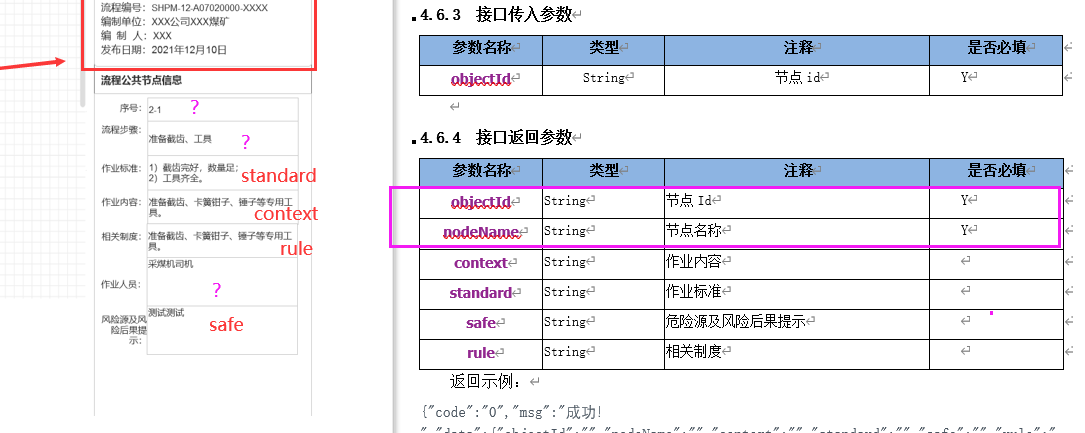 流程编号：SHPM-12-A07020000-XXXX
编制单位：XXX公司XXX煤矿
编 制 人：XXX
发布日期：2021年12月10日
流程公共节点信息
序号： 2-1 ?
流程步骤： 准备截齿、工具 ?
作业标准： 1）截齿完好，数量足；
2）工具齐全。 standard
作业内容： 准备截齿、卡簧钳子、锤子等专用工
具。 context
相关制度： 准备截齿、卡簧钳子、锤子等专用工
具。 rule
采煤机司机
作业人员： ?
风险源及风 测试测试
险后果提 safe
示：
4.6.3 接口传入参数
参数名称 类型 注释 是否必填
objectId String 节点 id Y
4.6.4 接口返回参数
参数名称 类型 注释 是否必填
objectId String 节点 Id Y
nodeName String 节点名称 Y
context String 作业内容
standard String 作业标准
safe String 危险源及风险后果提示
rule String 相关制度
返回示例：
{"code":"0","msg":"成功!
","data":{"objectId":"","nodeName":"","context":"","standard":"","safe":"","rule":"